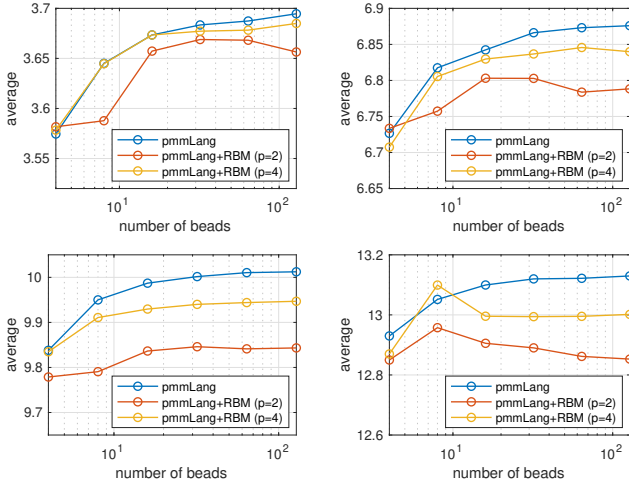 3.7
3.65
3.6
3.55
average
pmmLang
pmmLang+RBM (p=2)
pmmLang+RBM (p=4)
10^1
10^2
number of beads
6.9
6.85
6.8
6.75
6.7
6.65
average
pmmLang
pmmLang+RBM (p=2)
pmmLang+RBM (p=4)
10^1
10^2
number of beads
10
9.9
9.8
9.7
average
pmmLang
pmmLang+RBM (p=2)
pmmLang+RBM (p=4)
10^1
10^2
number of beads
13.2
13
12.8
12.6
average
pmmLang
pmmLang+RBM (p=2)
pmmLang+RBM (p=4)
10^1
10^2
number of beads